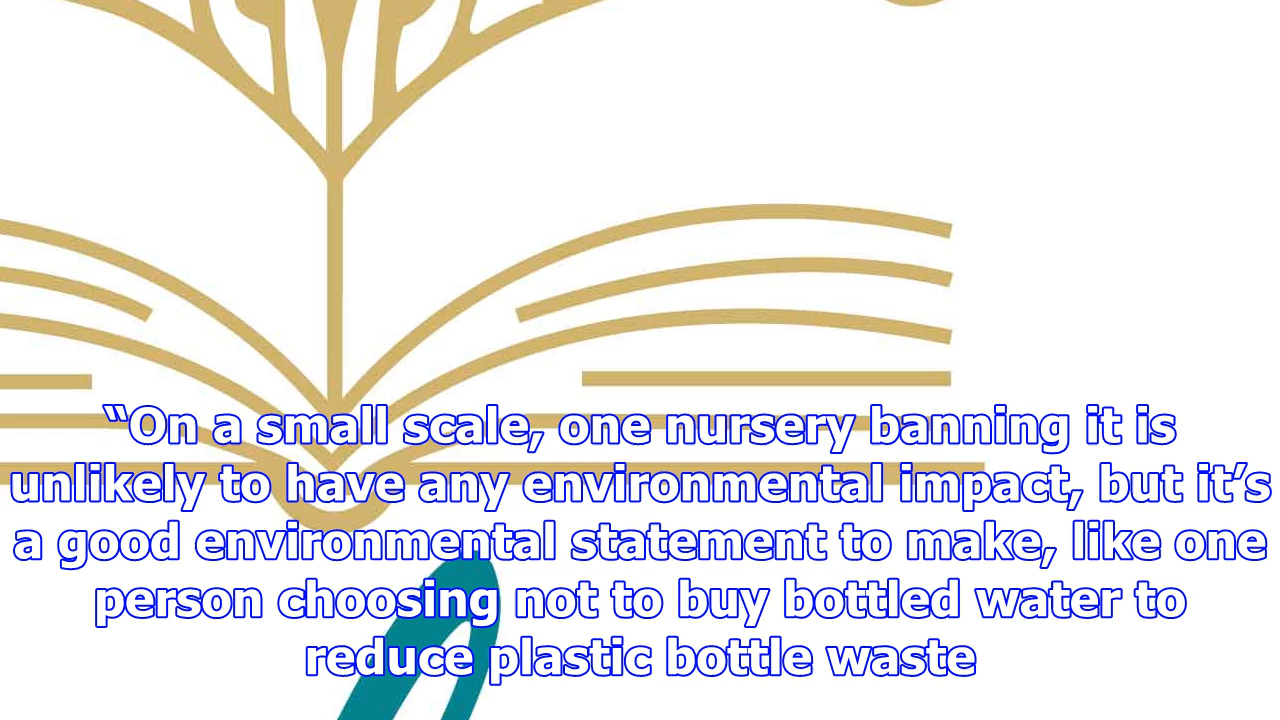 “On a small scale, one nursery banning it is
unlikely to have any environmental impact, but it’s
a good environmental statement to make, like one
person choosing not to buy bottled water to
reduce plastic bottle waste